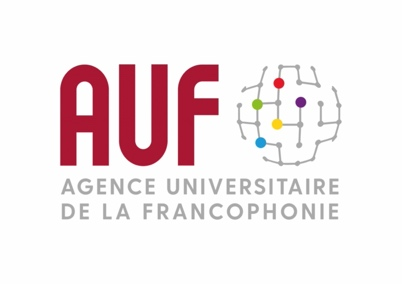 AUF
AGENCE UNIVERSITAIRE
DE LA FRANCOPHONIE